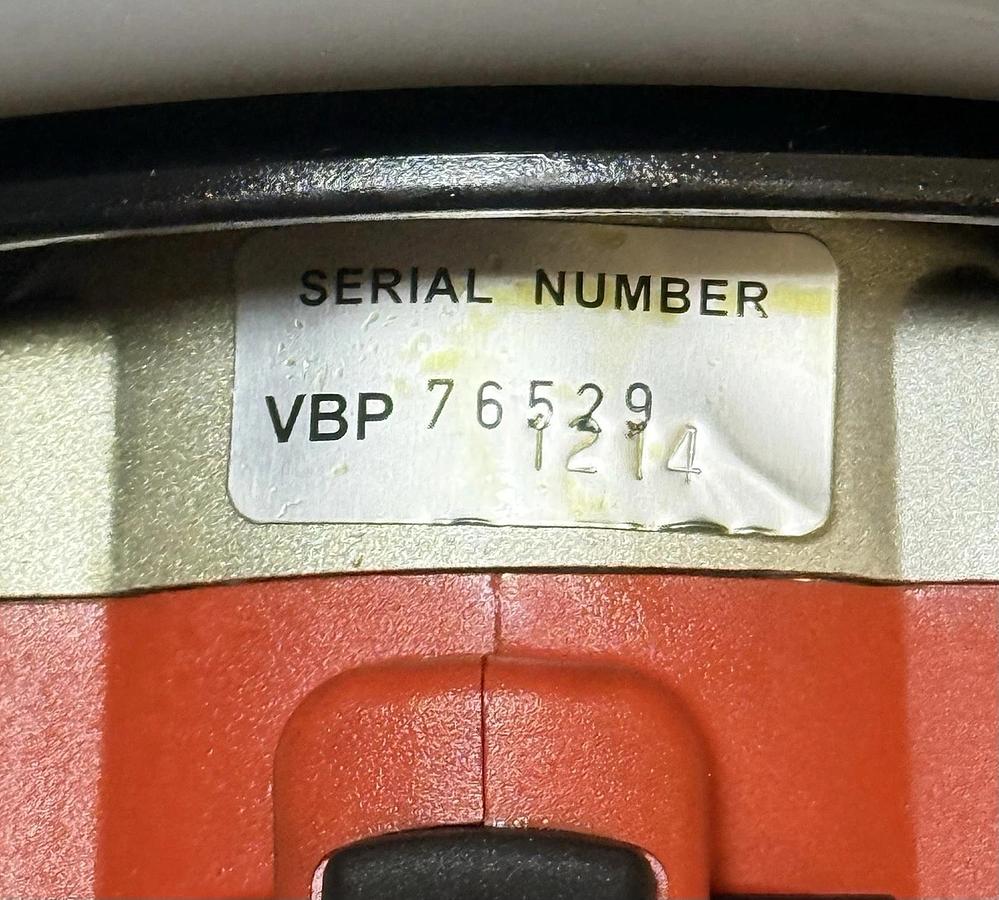 SERIAL NUMBER
VBP 76529
1214